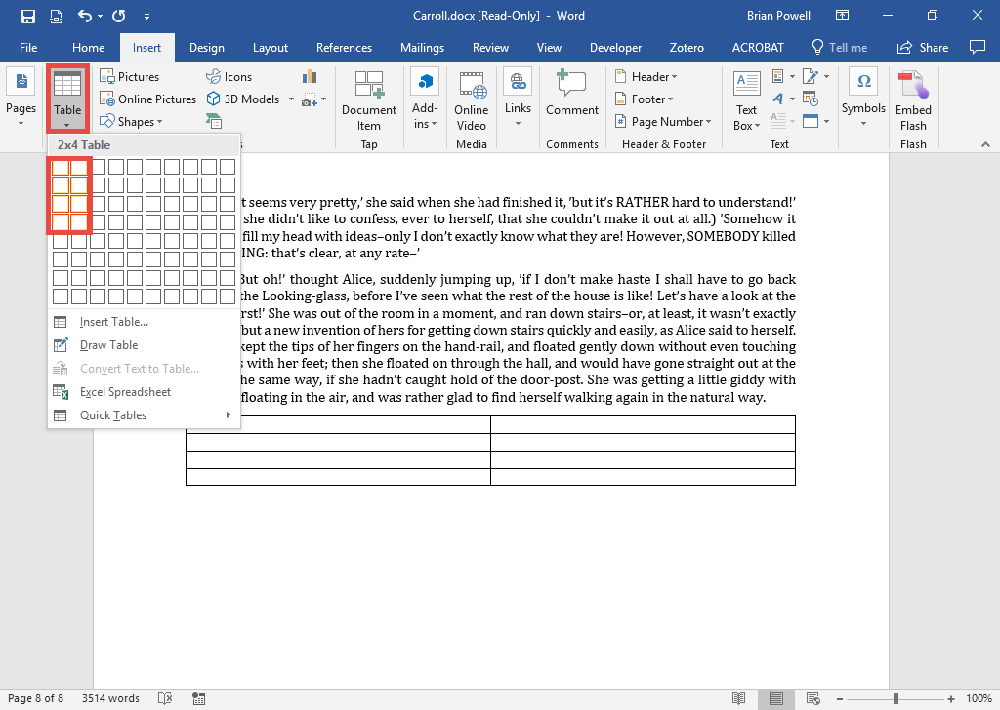 Carroll.docx [Read-Only] - Word
Brian Powell
File Home Insert Design Layout References Mailings Review View Developer Zotero ACROBAT Tell me Share
Pages
Table
Pictures
Online Pictures
Shapes
Icons
3D Models
Document Item
Tap
Add-ins
Online Video
Media
Links
Comment
Comments
Header
Footer
Page Number
Header & Footer
Text Box
Text
Symbols
Embed Flash
Flash
2x4 Table
Insert Table...
Draw Table
Convert Text to Table...
Excel Spreadsheet
Quick Tables
t seems very pretty,’ she said when she had finished it, ’but it’s RATHER hard to understand!’
she didn’t like to confess, ever to herself, that she couldn’t make it out at all.) ’Somehow it
fill my head with ideas–only I don’t exactly know what they are! However, SOMEBODY killed
ING: that’s clear, at any rate–’
But oh!’ thought Alice, suddenly jumping up, ’if I don’t make haste I shall have to go back
the Looking-glass, before I’ve seen what the rest of the house is like! Let’s have a look at the
rst!’ She was out of the room in a moment, and ran down stairs–or, at least, it wasn’t exactly
but a new invention of hers for getting down stairs quickly and easily, as Alice said to herself.
kept the tips of her fingers on the hand-rail, and floated gently down without even touching
s with her feet; then she floated on through the hall, and would have gone straight out at the
he same way, if she hadn’t caught hold of the door-post. She was getting a little giddy with
floating in the air, and was rather glad to find herself walking again in the natural way.
Page 8 of 8 3514 words
100%